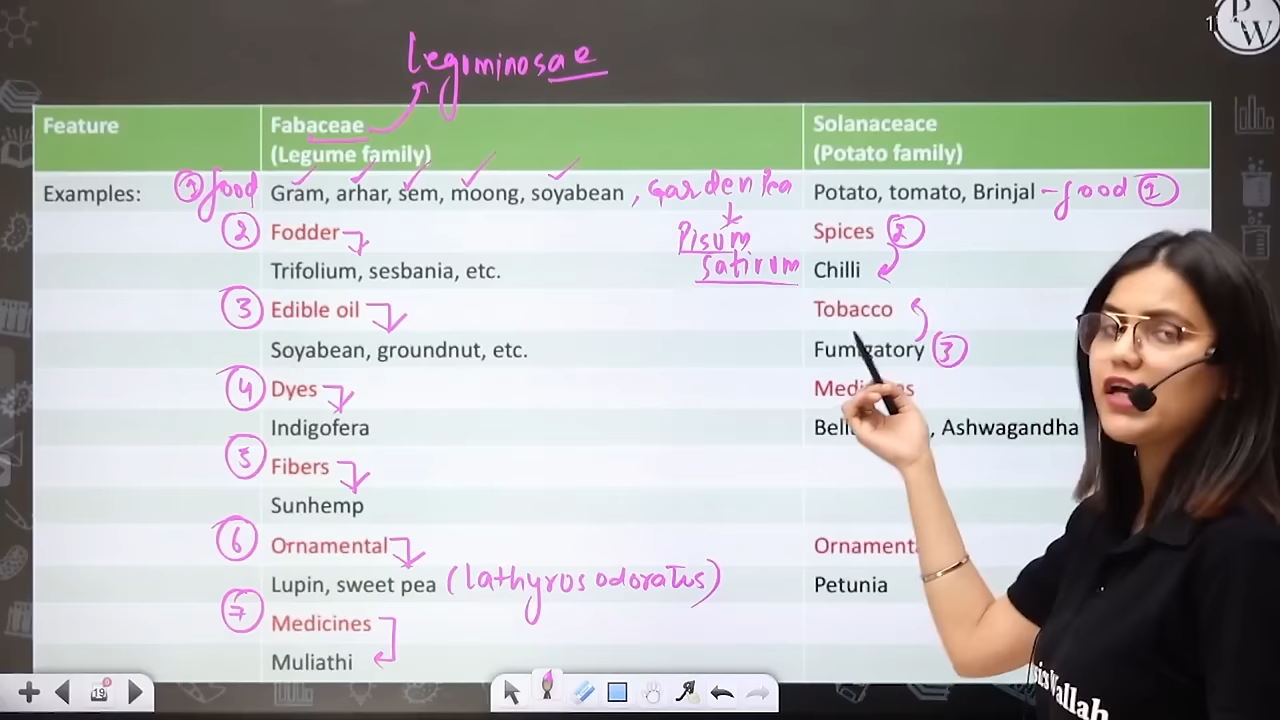 P
W
leguminosae
Feature Fabaceae Solanaceace
(Legume family) (Potato family)
Examples: ① food Gram, arhar, sem, moong, soyabean , Garden Pea Potato, tomato, Brinjal - food ①
② Fodder Pisum Spices ②
Trifolium, sesbania, etc. sativum Chilli
③ Edible oil Tobacco
Soyabean, groundnut, etc. Fumigatory ③
④ Dyes
Indigofera , Ashwagandha
⑤ Fibers
Sunhemp
⑥ Ornamental
Lupin, sweet pea (lathyrus odoratus) Petunia
⑦ Medicines
Muliathi
19